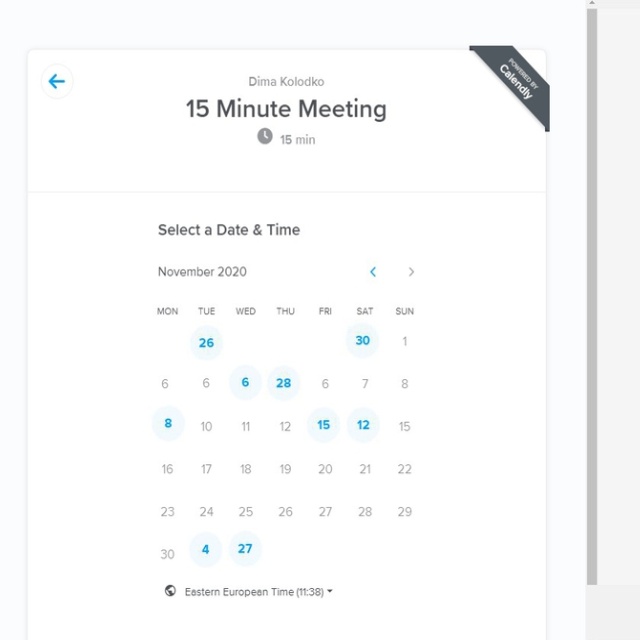 POWERED BY
Calendly
Dima Kolodko
15 Minute Meeting
15 min
Select a Date & Time
November 2020
MON TUE WED THU FRI SAT SUN
26 30 1
6 6 6 28 6 7 8
8 10 11 12 15 12 15
16 17 18 19 20 21 22
23 24 25 26 27 28 29
30 4 27
Eastern European Time (11:38)